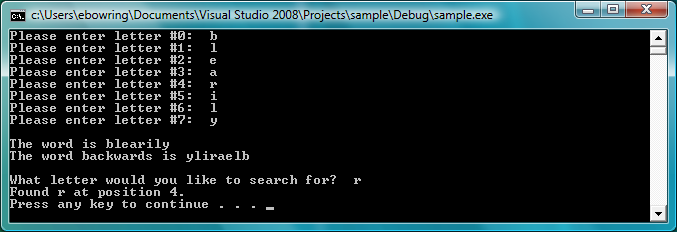 c:\Users\ebowring\Documents\Visual Studio 2008\Projects\sample\Debug\sample.exe
Please enter letter #0:  b
Please enter letter #1:  l
Please enter letter #2:  e
Please enter letter #3:  a
Please enter letter #4:  r
Please enter letter #5:  i
Please enter letter #6:  l
Please enter letter #7:  y
The word is blearily
The word backwards is yliraelb
What letter would you like to search for?  r
Found r at position 4.
Press any key to continue . . . _